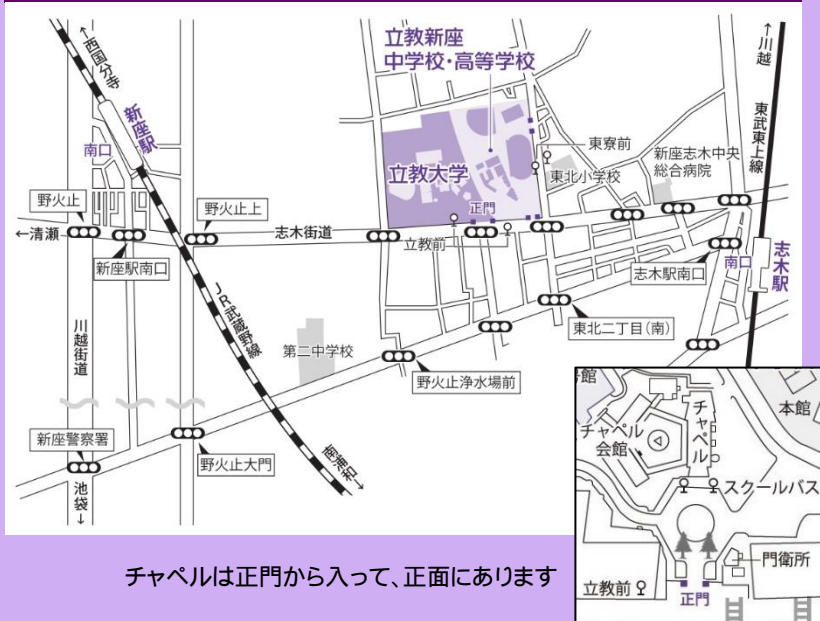 ↑西国分寺
新座駅
南口
野火止
←清瀬
新座駅南口
野火止上
志木街道
立教新座
中学校・高等学校
立教大学
正門
立教前
東寮前
東北小学校
新座志木中央
総合病院
↑川越
東武東上線
志木駅南口
南口
志木駅
東北二丁目(南)
野火止浄水場前
第二中学校
JR武蔵野線
川越街道
新座警察署
池袋↓
野火止大門
南浦和→
館
チャペル
会館
チャペル
本館
スクールバス
門衛所
立教前
正門
チャペルは正門から入って、正面にあります